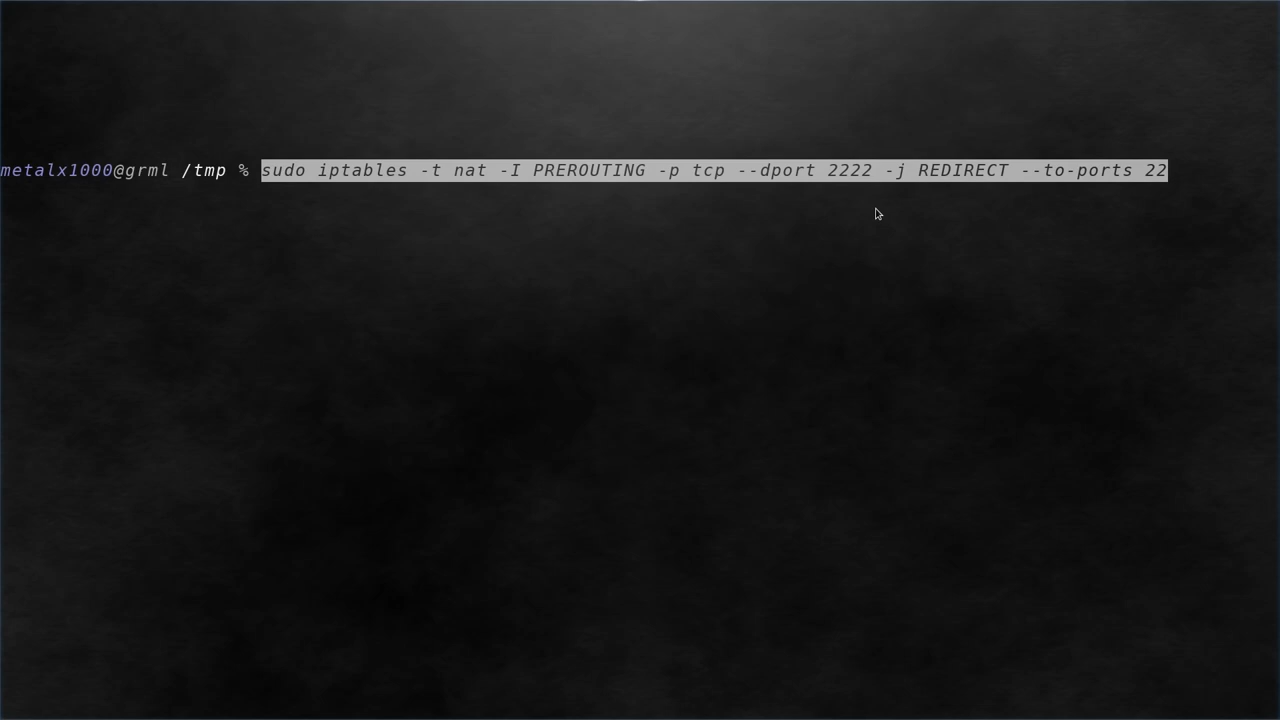 metalx1000@grml /tmp % sudo iptables -t nat -I PREROUTING -p tcp --dport 2222 -j REDIRECT --to-ports 22